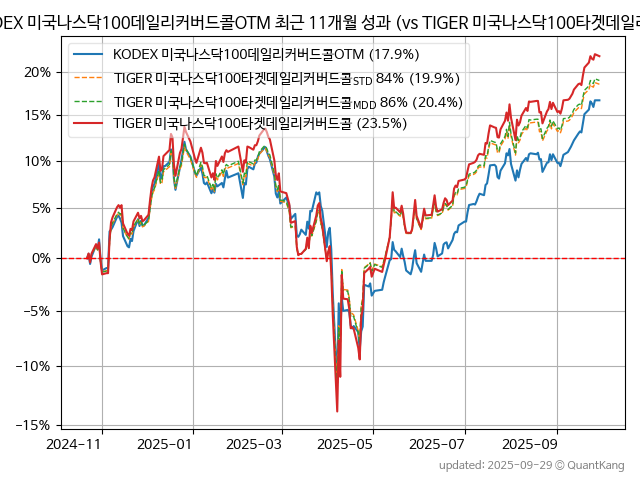 DEX 미국나스닥100데일리커버드콜OTM 최근 11개월 성과 (vs TIGER 미국나스닥100타겟데일리
KODEX 미국나스닥100데일리커버드콜OTM (17.9%)
TIGER 미국나스닥100타겟데일리커버드콜STD 84% (19.9%)
TIGER 미국나스닥100타겟데일리커버드콜MDD 86% (20.4%)
TIGER 미국나스닥100타겟데일리커버드콜 (23.5%)
20%
15%
10%
5%
0%
−5%
−10%
−15%
2024-11 2025-01 2025-03 2025-05 2025-07 2025-09
updated: 2025-09-29 © QuantKang